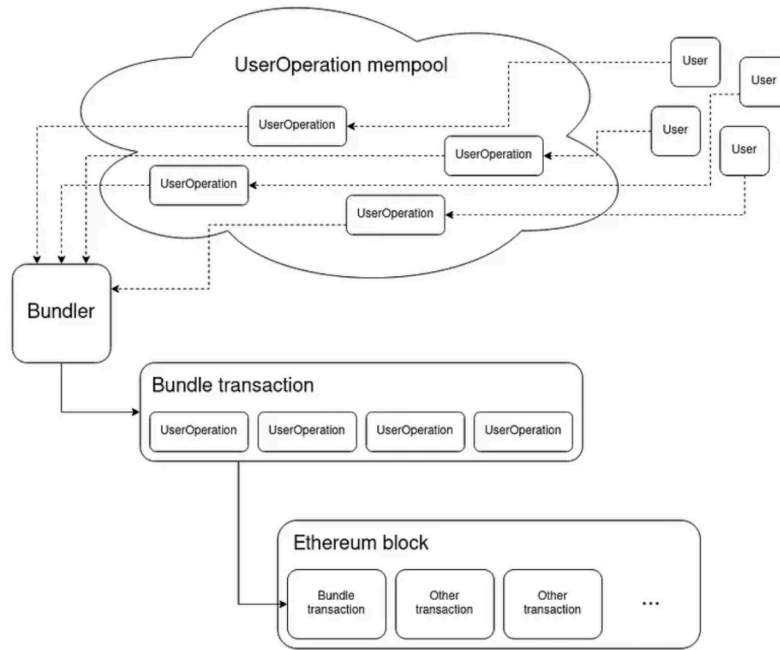 UserOperation mempool
User
User
User
User
UserOperation
UserOperation
UserOperation
UserOperation
Bundler
Bundle transaction
UserOperation
UserOperation
UserOperation
UserOperation
Ethereum block
Bundle
transaction
Other
transaction
Other
transaction
...